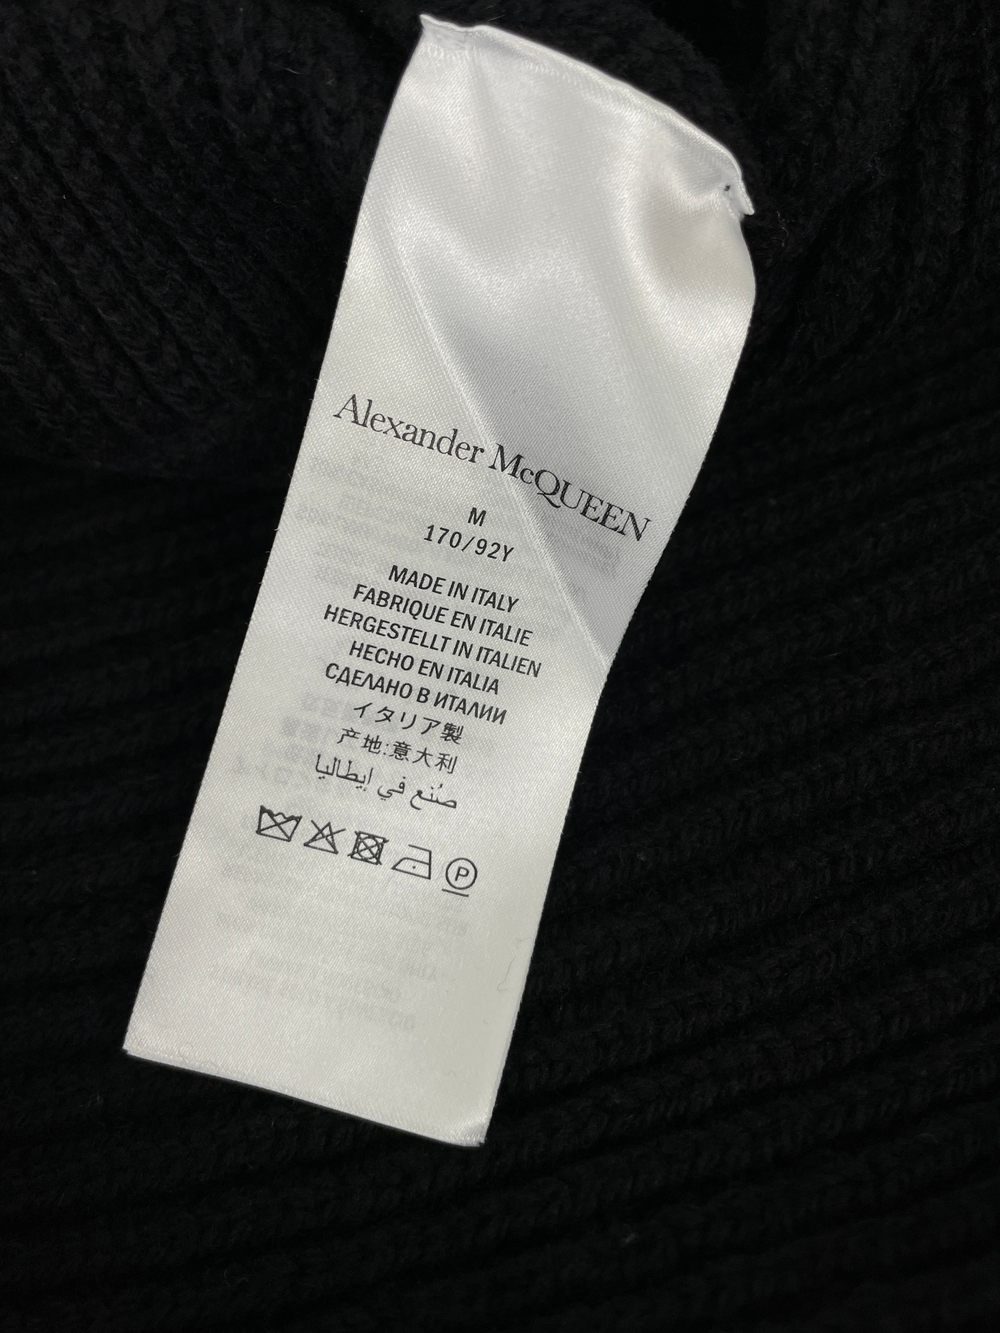 Alexander McQUEEN
M
170/92Y
MADE IN ITALY
FABRIQUE EN ITALIE
HERGESTELLT IN ITALIEN
HECHO EN ITALIA
СДЕЛАНО В ИТАЛИИ
イタリア製
产地:意大利
صُنع في إيطاليا
P